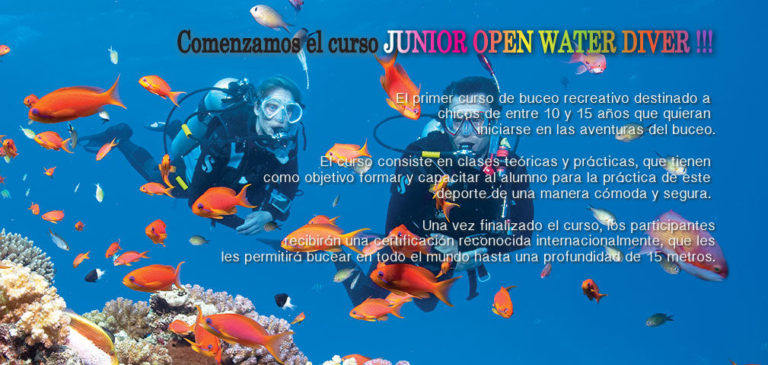 Comenzamos el curso JUNIOR OPEN WATER DIVER !!!
El primer curso de buceo recreativo destinado a
chicos de entre 10 y 15 años que quieran
iniciarse en las aventuras del buceo.
El curso consiste en clases teóricas y prácticas, que tienen
como objetivo formar y capacitar al alumno para la práctica de este
deporte de una manera cómoda y segura.
Una vez finalizado el curso, los participantes
recibirán una certificación reconocida internacionalmente, que les
les permitirá bucear en todo el mundo hasta una profundidad de 15 metros.